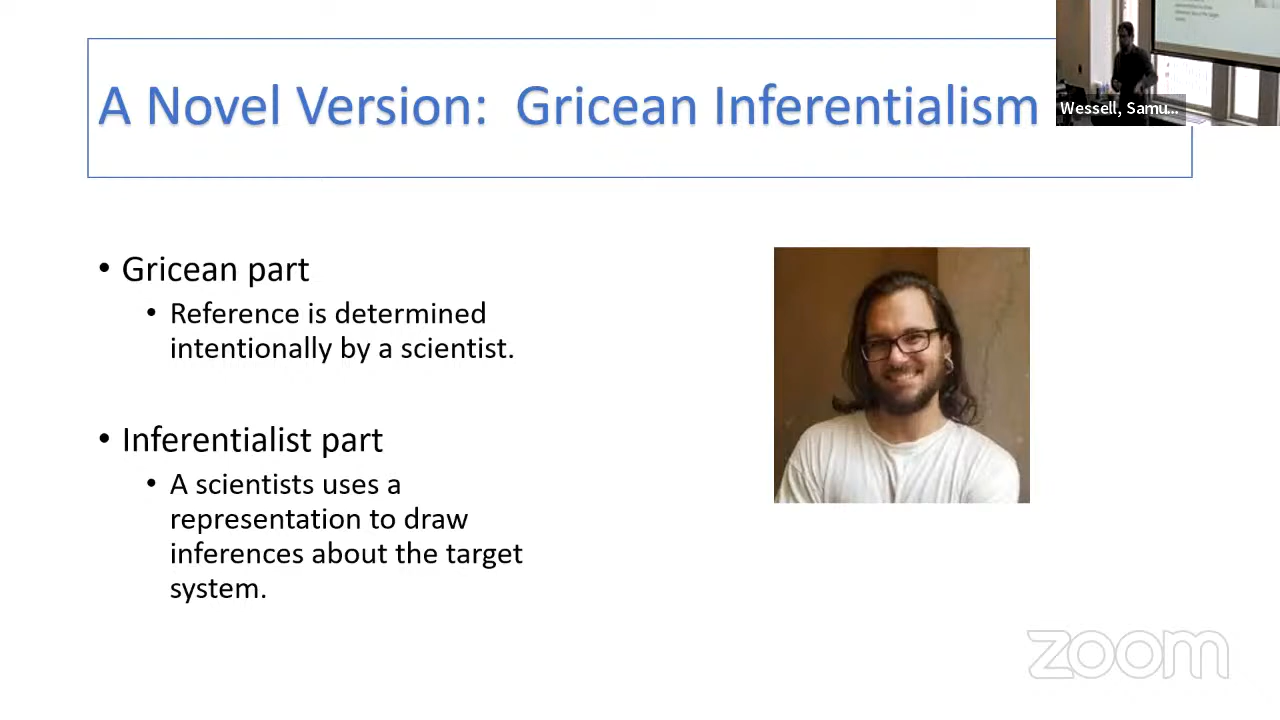 A Novel Version: Gricean Inferentialism
Wessell, Samu...
• Gricean part
• Reference is determined
intentionally by a scientist.
• Inferentialist part
• A scientists uses a
representation to draw
inferences about the target
system.
zoom